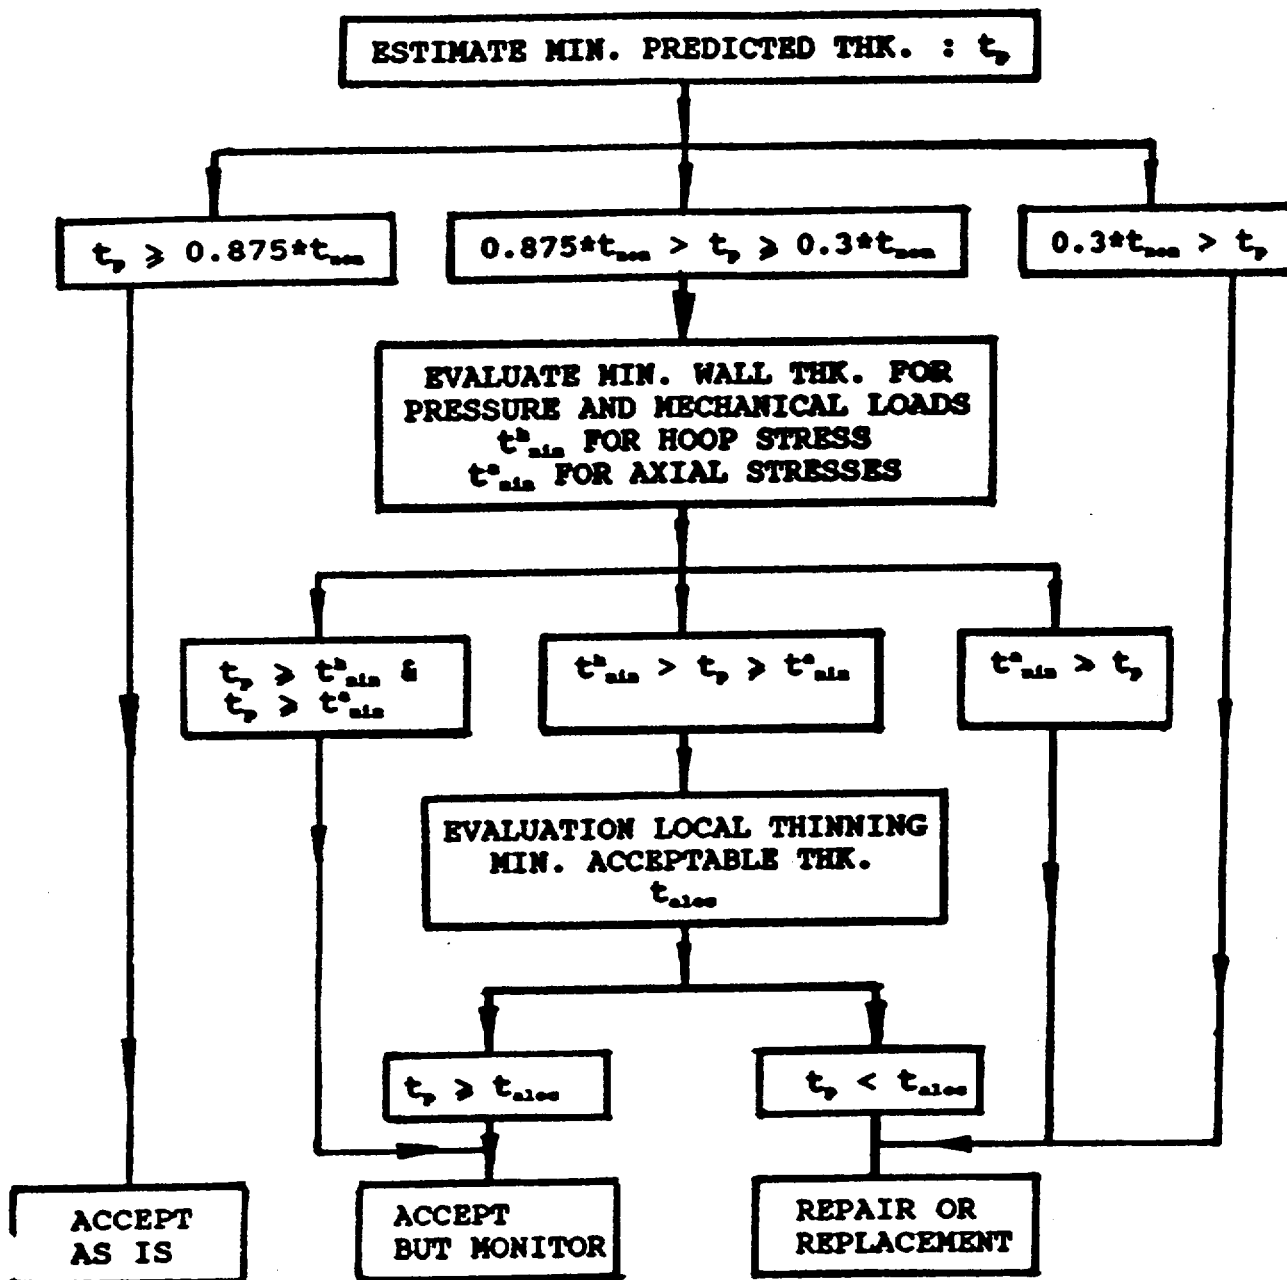 ESTIMATE MIN. PREDICTED THK. : tₚ
tₚ ⩾ 0.875*tₙₒₘ
0.875*tₙₒₘ > tₚ ⩾ 0.3*tₙₒₘ
0.3*tₙₒₘ > tₚ
EVALUATE MIN. WALL THK. FOR
PRESSURE AND MECHANICAL LOADS
tʰₘᵢₙ FOR HOOP STRESS
tᵃₘᵢₙ FOR AXIAL STRESSES
tₚ ⩾ tʰₘᵢₙ &
tₚ ⩾ tᵃₘᵢₙ
tʰₘᵢₙ > tₚ ⩾ tᵃₘᵢₙ
tᵃₘᵢₙ > tₚ
EVALUATION LOCAL THINNING
MIN. ACCEPTABLE THK.
t_aloc
tₚ ⩾ t_aloc
tₚ < t_aloc
ACCEPT
AS IS
ACCEPT
BUT MONITOR
REPAIR OR
REPLACEMENT